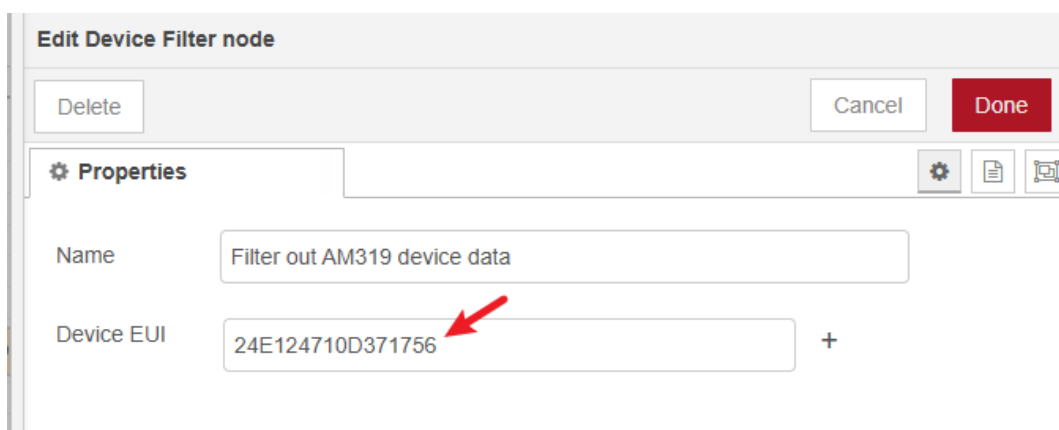 Edit Device Filter node
Delete
Cancel
Done
Properties
Name
Filter out AM319 device data
Device EUI
24E124710D371756
+